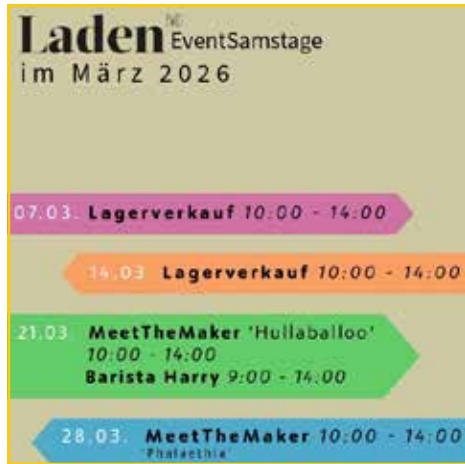 Laden EventSamstage
im März 2026
07.03. Lagerverkauf 10:00 - 14:00
14.03 Lagerverkauf 10:00 - 14:00
21.03. MeetTheMaker 'Hullaballoo'
10:00 - 14:00
Barista Harry 9:00 - 14:00
28.03. MeetTheMaker 10:00 - 14:00
'Phalaethia'